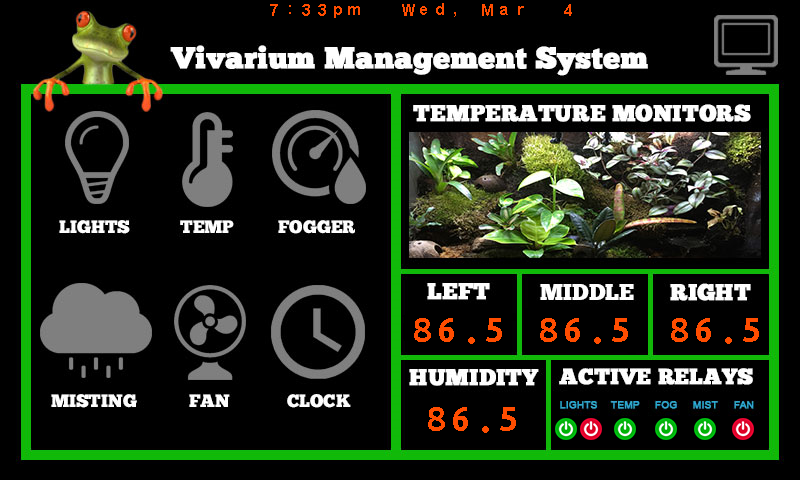 7:33pm Wed, Mar 4
Vivarium Management System
TEMPERATURE MONITORS
LIGHTS TEMP FOGGER
LEFT MIDDLE RIGHT
86.5 86.5 86.5
MISTING FAN CLOCK
HUMIDITY
86.5
ACTIVE RELAYS
LIGHTS TEMP FOG MIST FAN